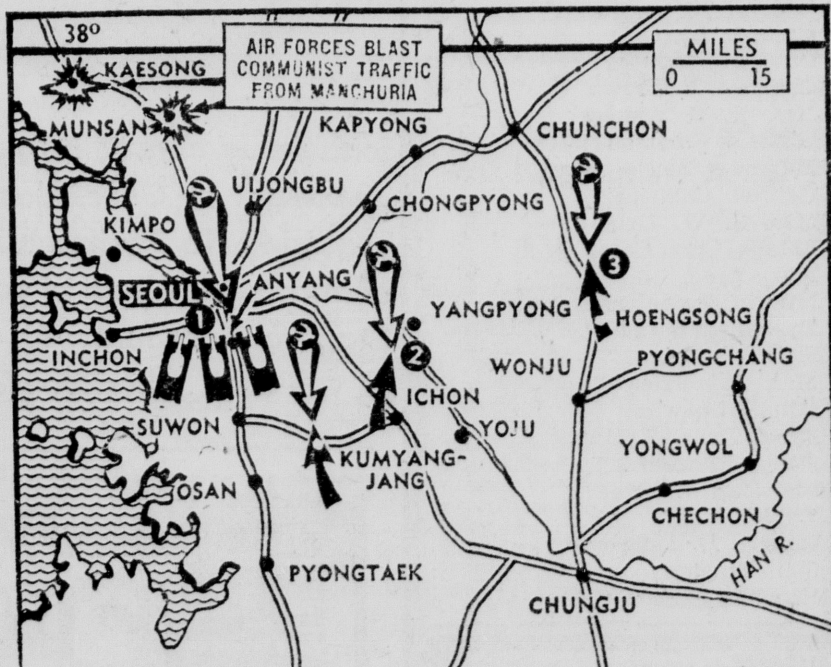 38°
AIR FORCES BLAST
COMMUNIST TRAFFIC
FROM MANCHURIA
MILES
0 15
KAESONG
MUNSAN
KAPYONG
CHUNCHON
UIJONGBU
CHONGPYONG
KIMPO
SEOUL
1
ANYANG
YANGPYONG
3
HOENGSONG
INCHON
2
WONJU
PYONGCHANG
ICHON
SUWON
YOJU
KUMYANG-
JANG
YONGWOL
OSAN
CHECHON
PYONGTAEK
HAN R.
CHUNGJU